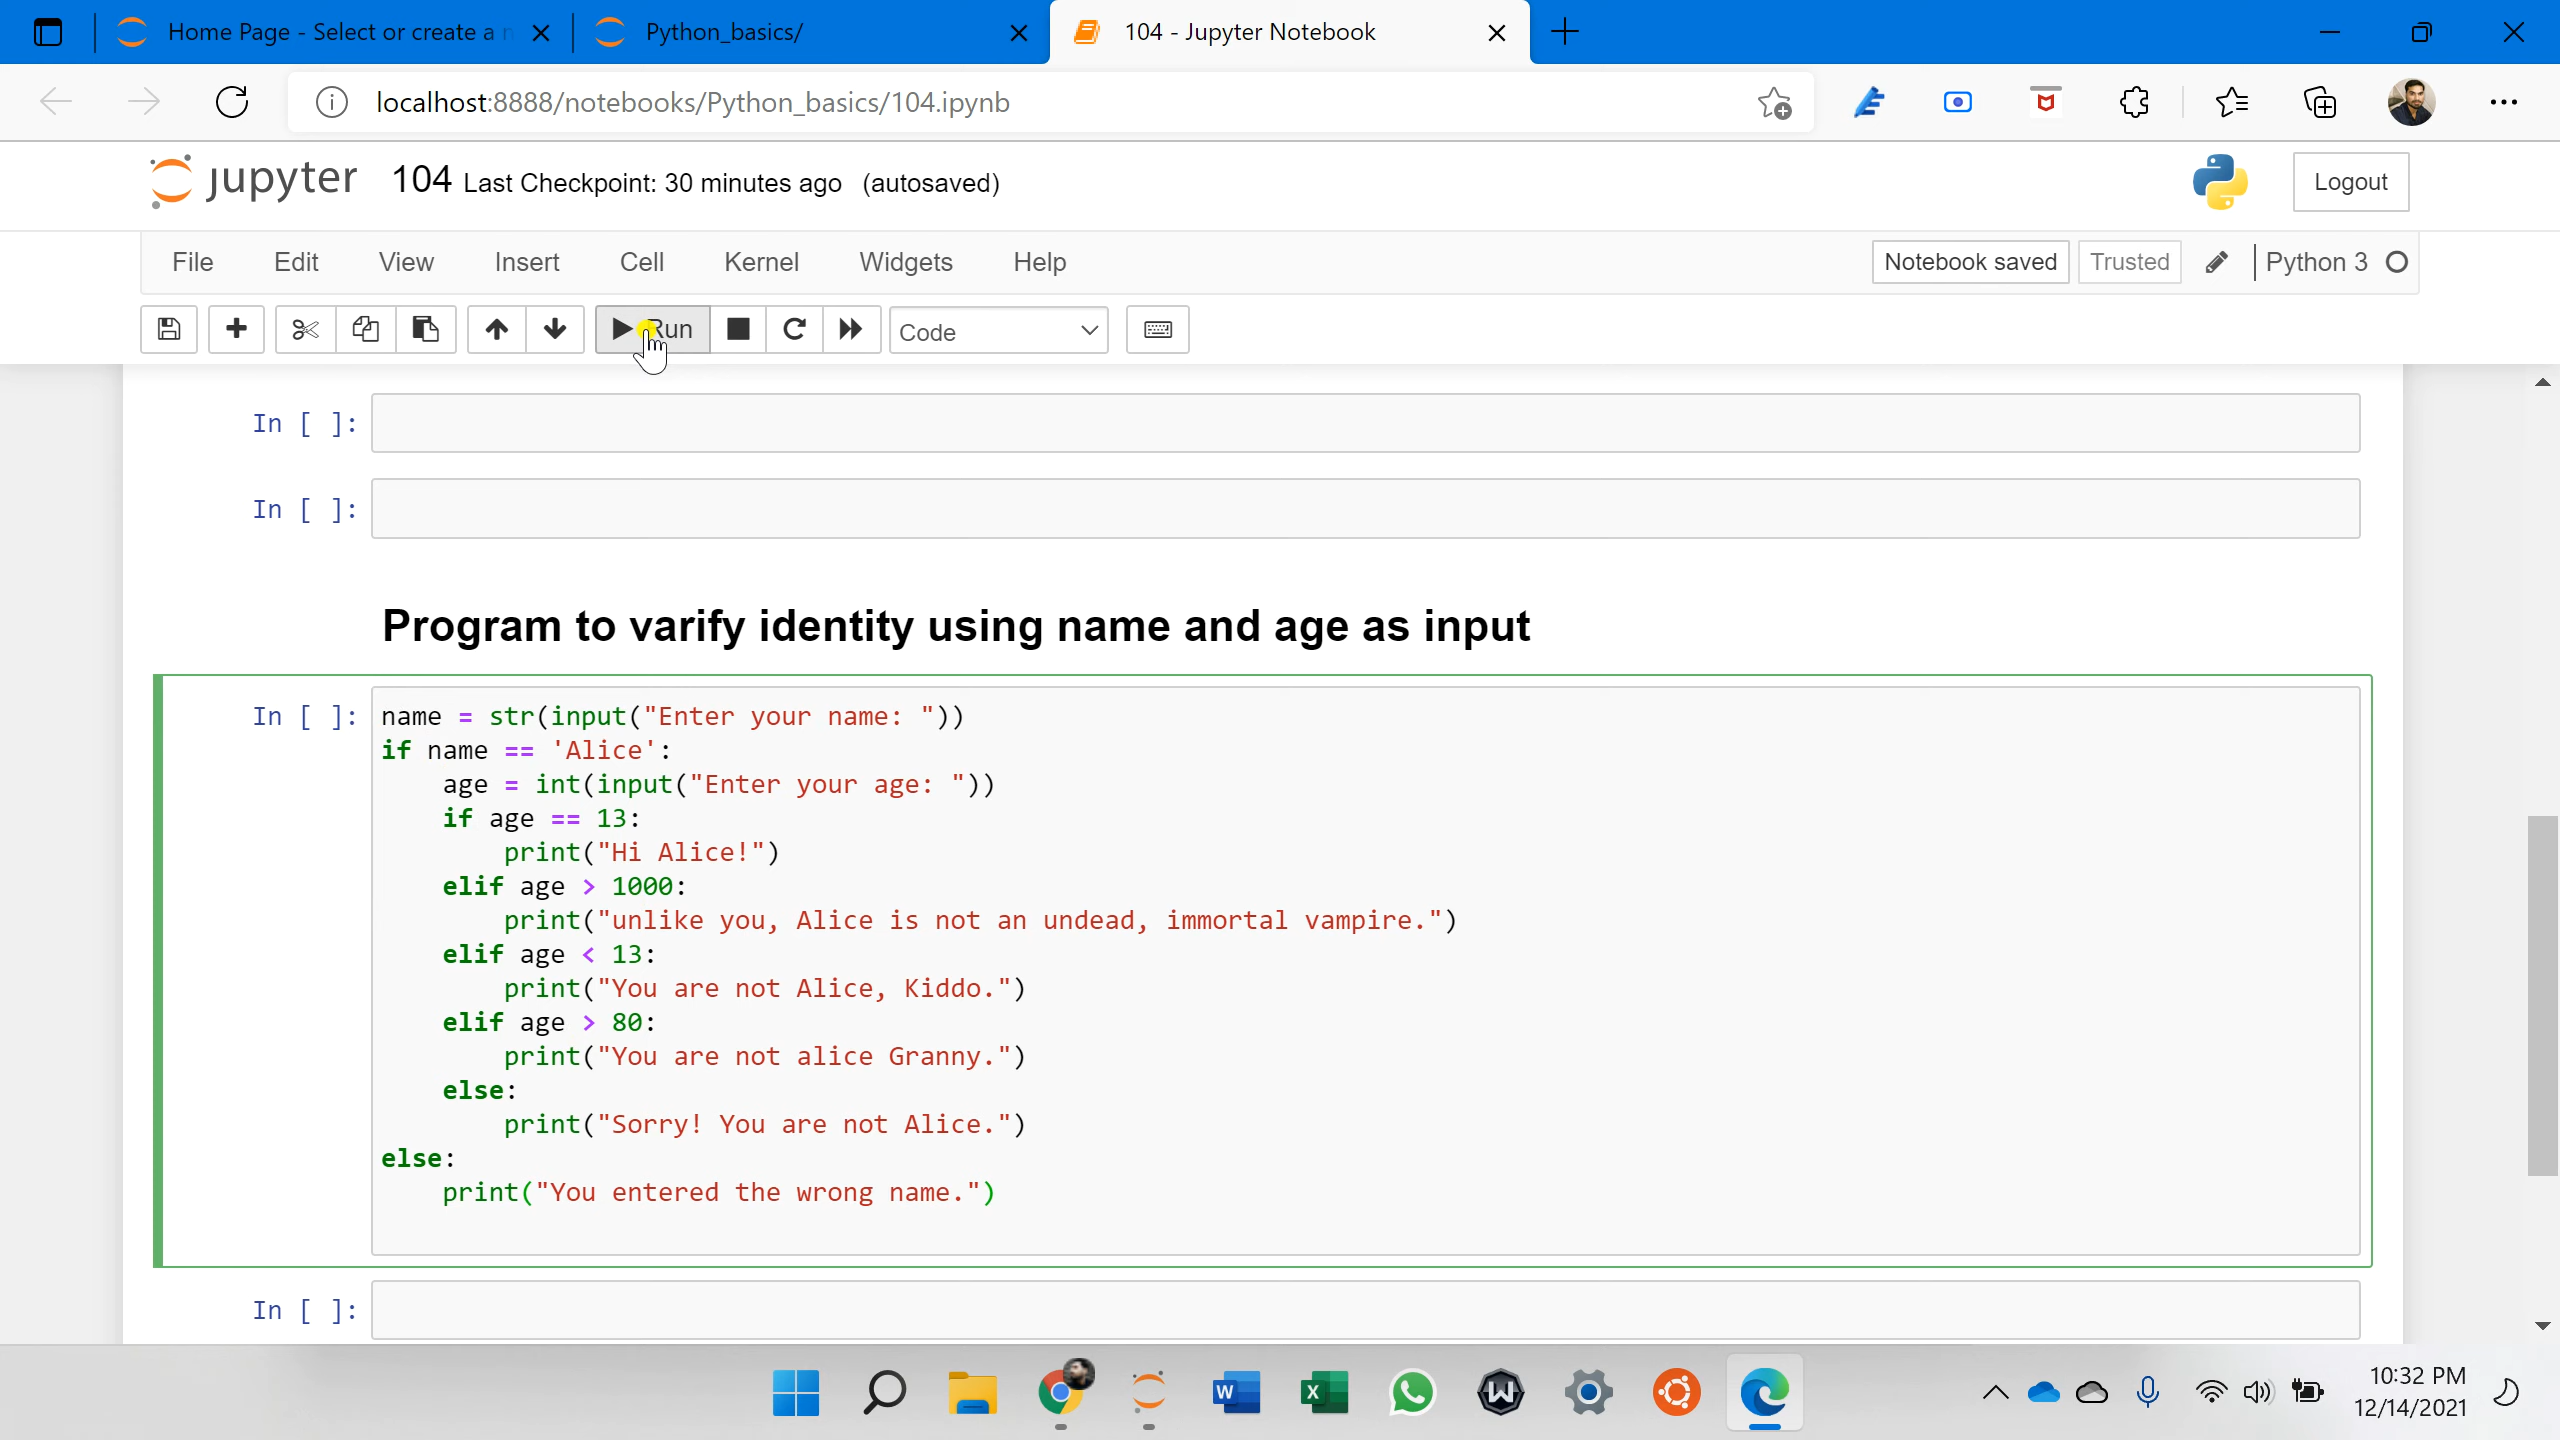 Home Page - Select or create a n
Python_basics/
104 - Jupyter Notebook
localhost:8888/notebooks/Python_basics/104.ipynb
jupyter 104 Last Checkpoint: 30 minutes ago (autosaved)
Logout
File Edit View Insert Cell Kernel Widgets Help
Notebook saved Trusted Python 3
Run Code
In [ ]:
In [ ]:
Program to varify identity using name and age as input
In [ ]: name = str(input("Enter your name: "))
if name == 'Alice':
    age = int(input("Enter your age: "))
    if age == 13:
        print("Hi Alice!")
    elif age > 1000:
        print("unlike you, Alice is not an undead, immortal vampire.")
    elif age < 13:
        print("You are not Alice, Kiddo.")
    elif age > 80:
        print("You are not alice Granny.")
    else:
        print("Sorry! You are not Alice.")
else:
    print("You entered the wrong name.")
In [ ]:
10:32 PM
12/14/2021